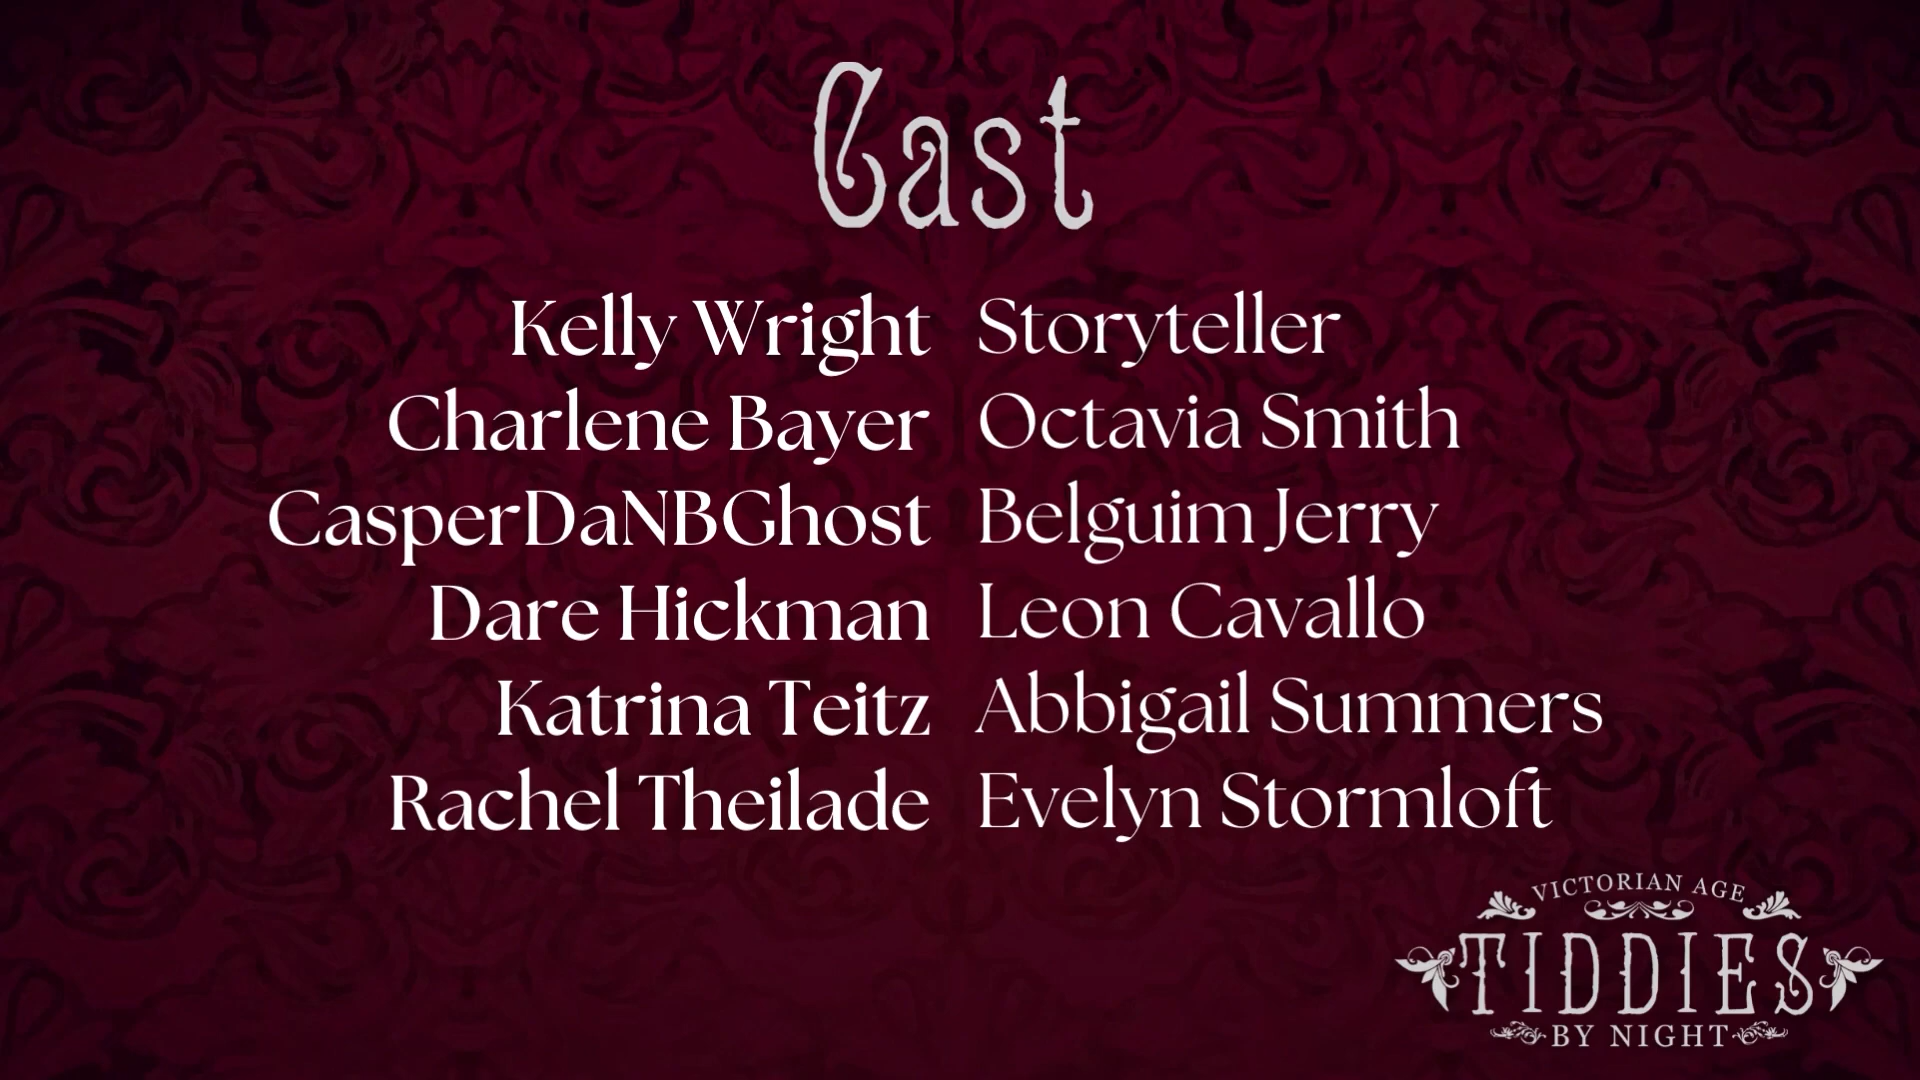 Cast
Kelly Wright Storyteller
Charlene Bayer Octavia Smith
CasperDaNBGhost Belguim Jerry
Dare Hickman Leon Cavallo
Katrina Teitz Abbigail Summers
Rachel Theilade Evelyn Stormloft
VICTORIAN AGE
TIDDIES
BY NIGHT